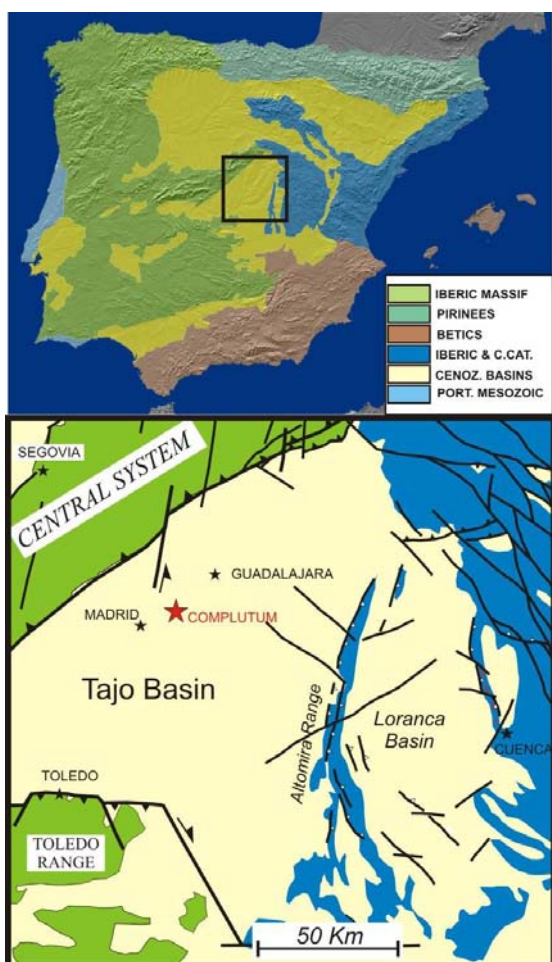 IBERIC MASSIF
PIRINEES
BETICS
IBERIC & C.CAT.
CENOZ. BASINS
PORT. MESOZOIC
SEGOVIA
CENTRAL SYSTEM
GUADALAJARA
MADRID
COMPLUTUM
Tajo Basin
Altomira Range
Loranca
Basin
CUENCA
TOLEDO
TOLEDO
RANGE
50 Km